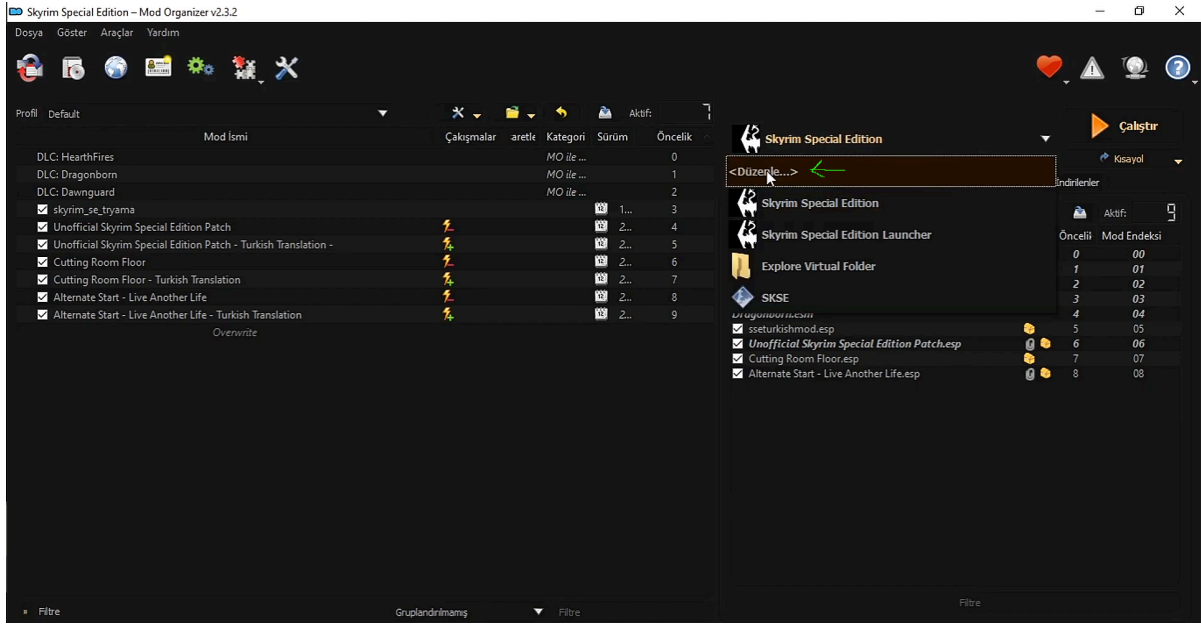 Skyrim Special Edition – Mod Organizer v2.3.2
Dosya Göster Araçlar Yardım
Profil Default
Aktif: 7
Mod İsmi Çakışmalar aretle Kategori Sürüm Öncelik
DLC: HearthFires MO ile ... 0
DLC: Dragonborn MO ile ... 1
DLC: Dawnguard MO ile ... 2
skyrim_se_tryama 1... 3
Unofficial Skyrim Special Edition Patch 2... 4
Unofficial Skyrim Special Edition Patch - Turkish Translation - 2... 5
Cutting Room Floor 2... 6
Cutting Room Floor - Turkish Translation 2... 7
Alternate Start - Live Another Life 2... 8
Alternate Start - Live Another Life - Turkish Translation 2... 9
Overwrite
Filtre Gruplandırılmamış Filtre
Skyrim Special Edition
Çalıştır
Kısayol
<Düzenle...>
Skyrim Special Edition
Skyrim Special Edition Launcher
Explore Virtual Folder
SKSE
İndirilenler
Aktif: 9
Öncelik Mod Endeksi
0 00
1 01
2 02
3 03
Dragonborn.esm 4 04
sseturkishmod.esp 5 05
Unofficial Skyrim Special Edition Patch.esp 6 06
Cutting Room Floor.esp 7 07
Alternate Start - Live Another Life.esp 8 08
Filtre